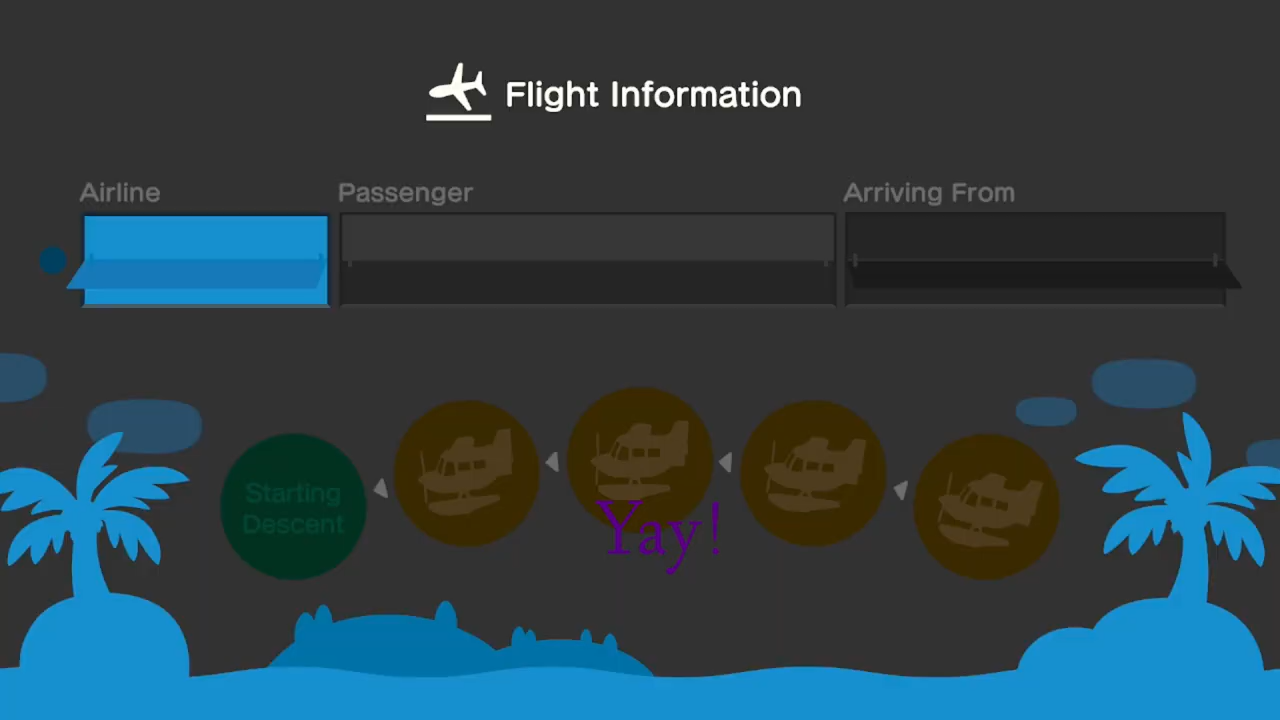 Flight Information
Airline
Passenger
Arriving From
Starting
Descent
Yay!